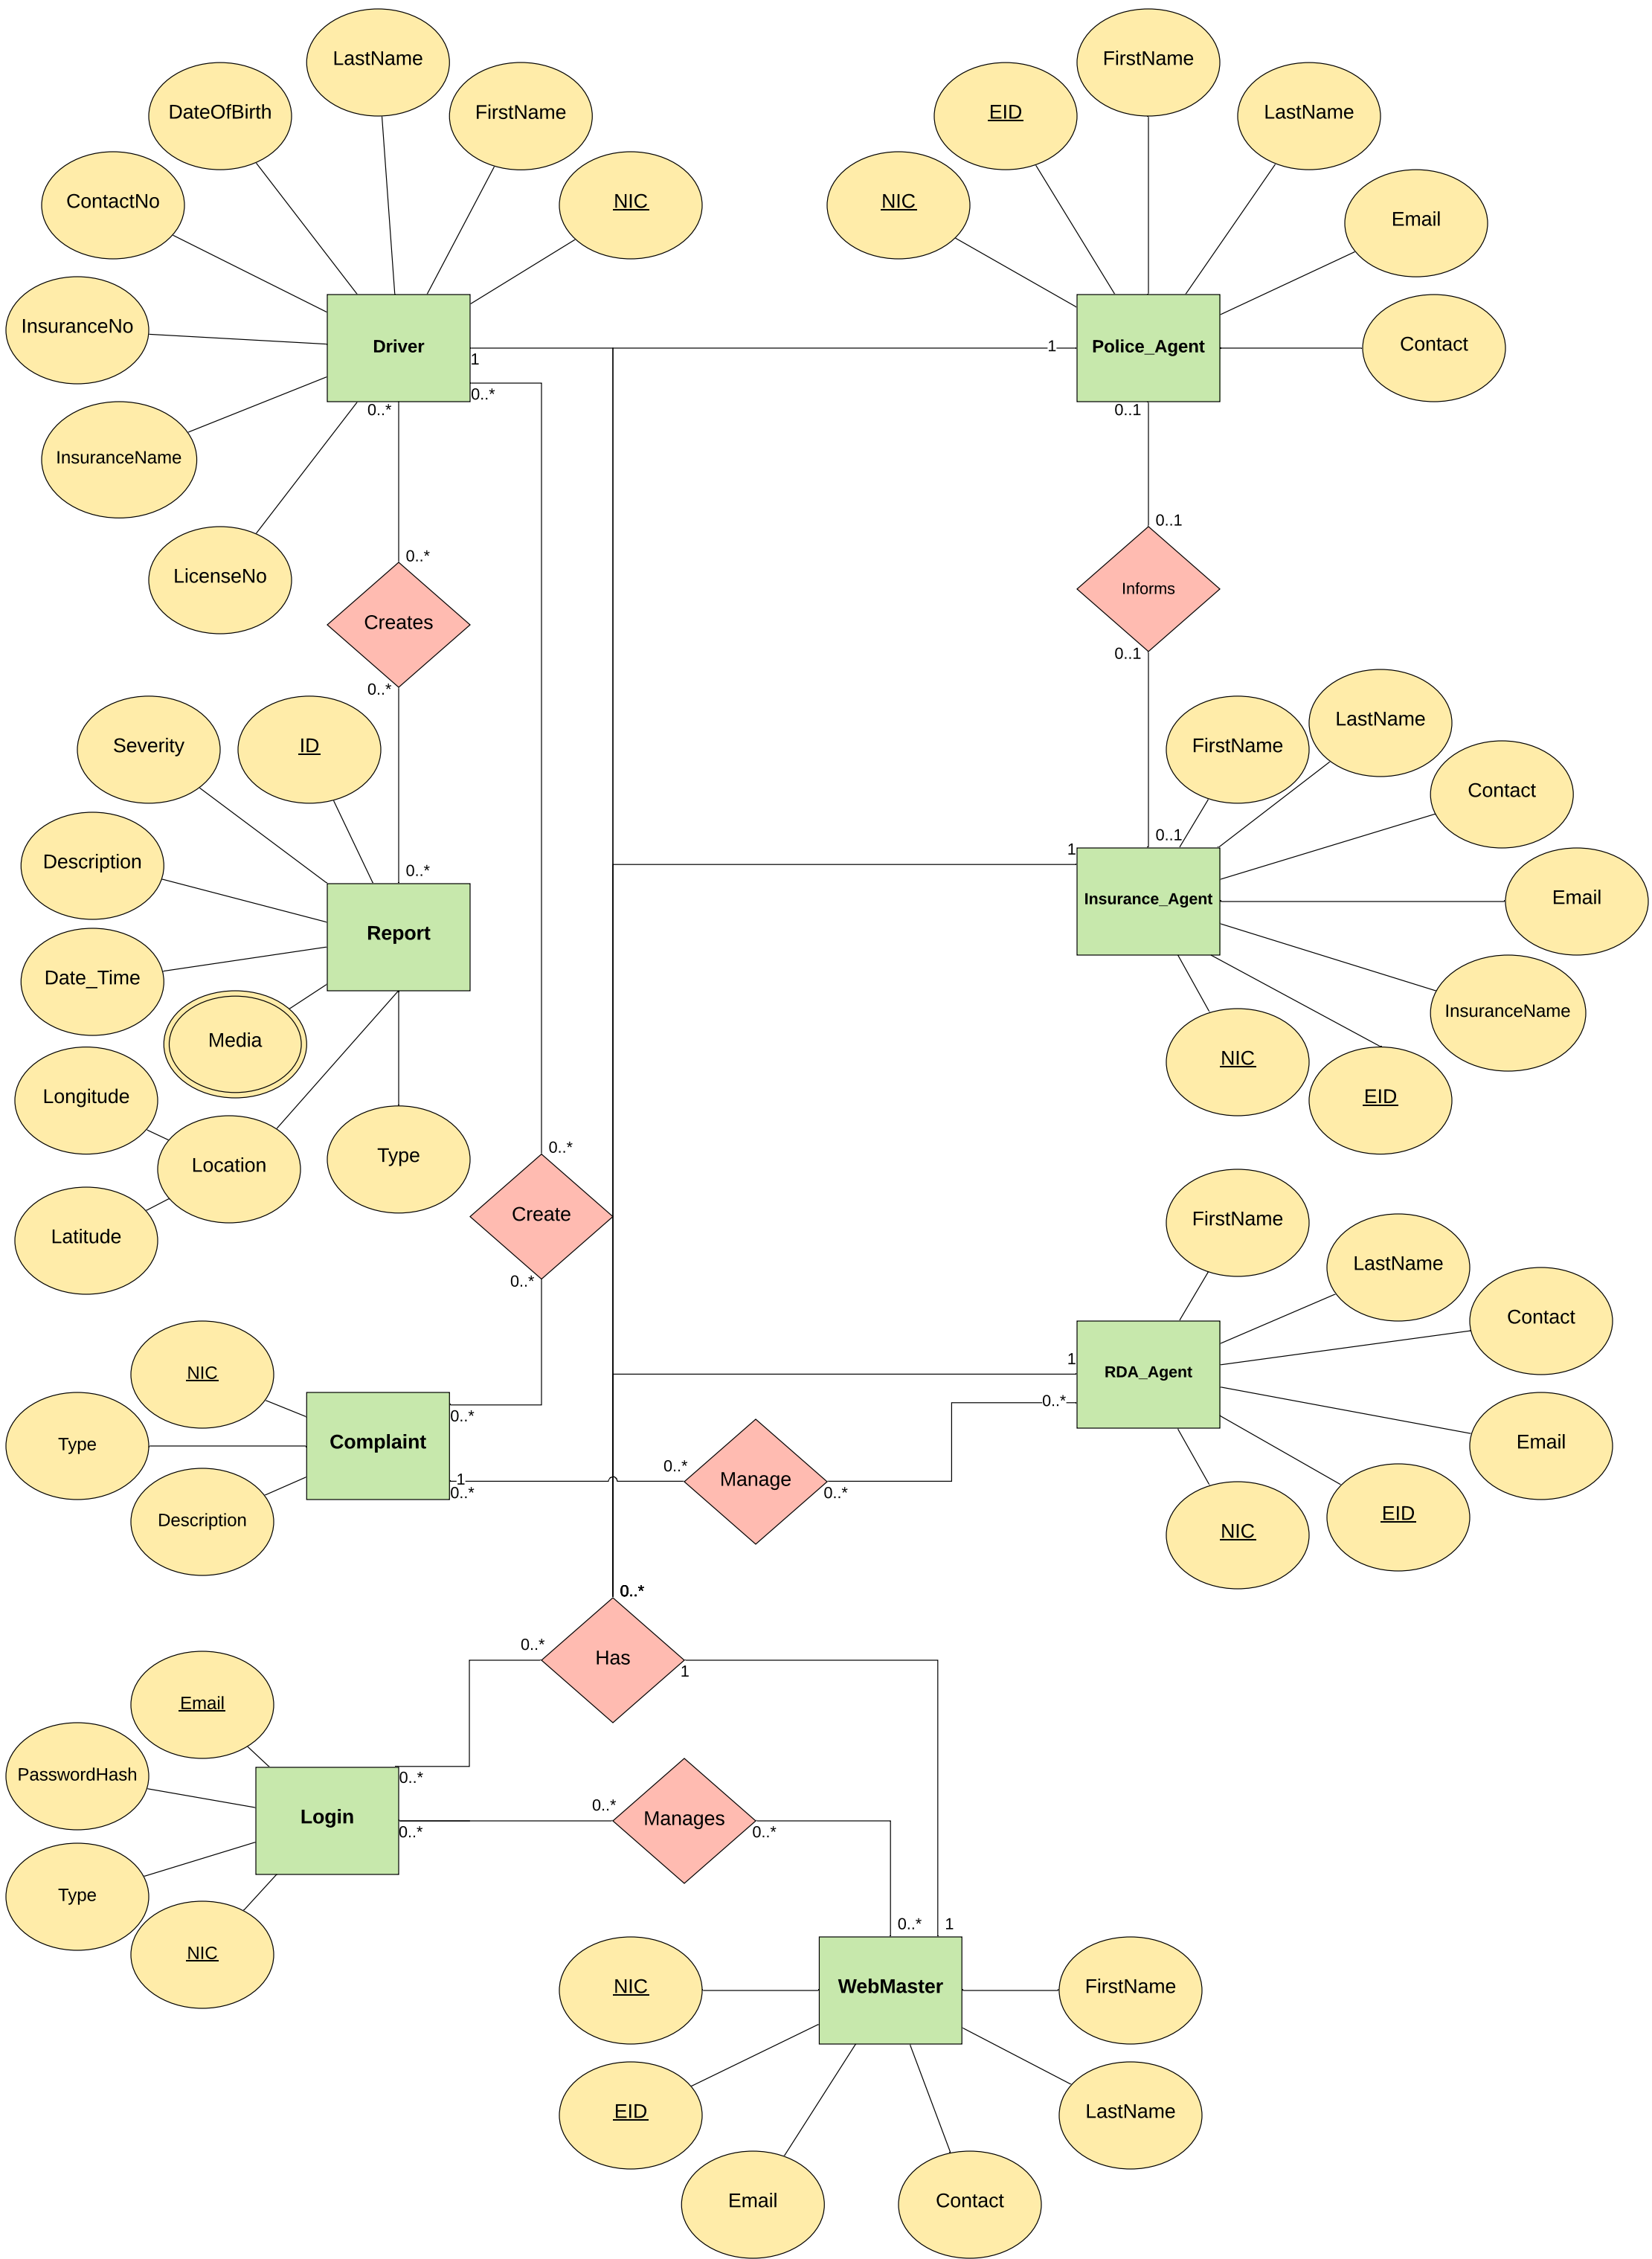 LastName
FirstName
DateOfBirth
FirstName
EID
LastName
ContactNo
NIC
NIC
Email
InsuranceNo
Driver
1
Police_Agent
Contact
1
0..*
0..*
0..1
InsuranceName
0..1
0..*
LicenseNo
Informs
Creates
0..1
0..*
LastName
Severity
ID
FirstName
Contact
0..1
1
Description
0..*
Insurance_Agent
Email
Report
Date_Time
InsuranceName
Media
NIC
Longitude
EID
0..*
Type
Location
Create
FirstName
Latitude
LastName
0..*
Contact
1
NIC
RDA_Agent
0..*
0..*
Type
Complaint
Email
0..*
1
Manage
0..*
0..*
EID
Description
NIC
0..*
0..*
Has
1
Email
PasswordHash
0..*
0..*
Login
Manages
0..*
0..*
Type
0..*
1
NIC
NIC
WebMaster
FirstName
EID
LastName
Email
Contact